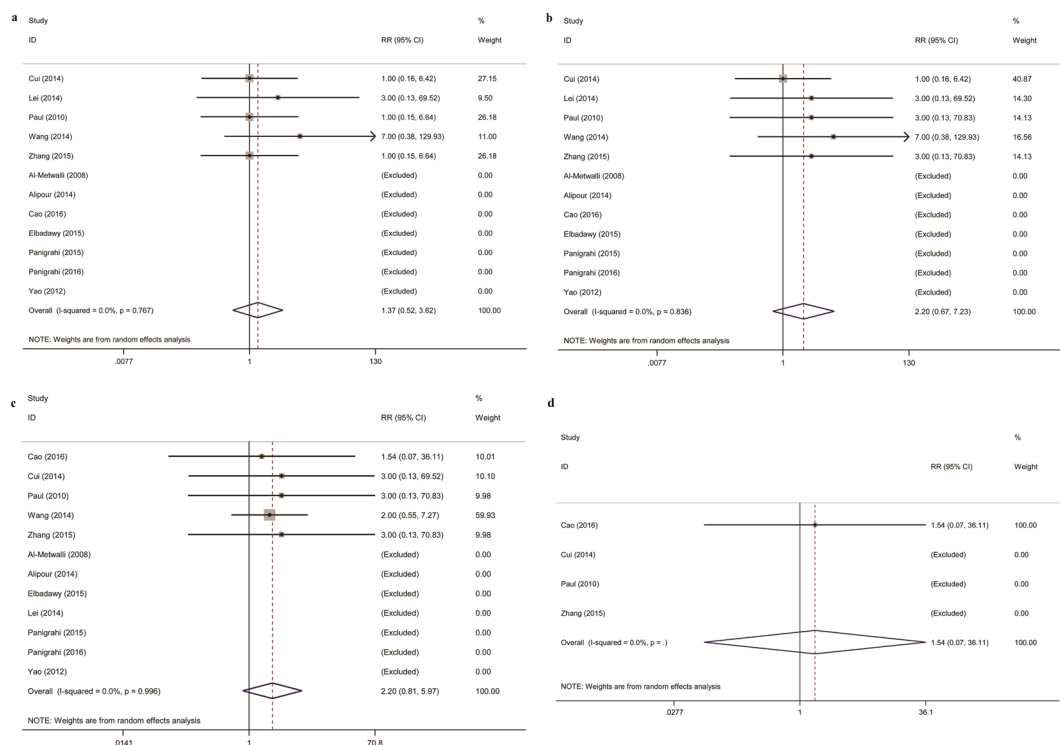 a
Study %
ID RR (95% CI) Weight
Cui (2014) 1.00 (0.16, 6.42) 27.15
Lei (2014) 3.00 (0.13, 69.52) 9.50
Paul (2010) 1.00 (0.15, 6.64) 26.18
Wang (2014) 7.00 (0.38, 129.93) 11.00
Zhang (2015) 1.00 (0.15, 6.64) 26.18
Al-Metwalli (2008) (Excluded) 0.00
Alipour (2014) (Excluded) 0.00
Cao (2016) (Excluded) 0.00
Elbadawy (2015) (Excluded) 0.00
Panigrahi (2015) (Excluded) 0.00
Panigrahi (2016) (Excluded) 0.00
Yao (2012) (Excluded) 0.00
Overall (I-squared = 0.0%, p = 0.767) 1.37 (0.52, 3.62) 100.00
NOTE: Weights are from random effects analysis
.0077 1 130
b
Study %
ID RR (95% CI) Weight
Cui (2014) 1.00 (0.16, 6.42) 40.87
Lei (2014) 3.00 (0.13, 69.52) 14.30
Paul (2010) 3.00 (0.13, 70.83) 14.13
Wang (2014) 7.00 (0.38, 129.93) 16.56
Zhang (2015) 3.00 (0.13, 70.83) 14.13
Al-Metwalli (2008) (Excluded) 0.00
Alipour (2014) (Excluded) 0.00
Cao (2016) (Excluded) 0.00
Elbadawy (2015) (Excluded) 0.00
Panigrahi (2015) (Excluded) 0.00
Panigrahi (2016) (Excluded) 0.00
Yao (2012) (Excluded) 0.00
Overall (I-squared = 0.0%, p = 0.836) 2.20 (0.67, 7.23) 100.00
NOTE: Weights are from random effects analysis
.0077 1 130
c
Study %
ID RR (95% CI) Weight
Cao (2016) 1.54 (0.07, 36.11) 10.01
Cui (2014) 3.00 (0.13, 69.52) 10.10
Paul (2010) 3.00 (0.13, 70.83) 9.98
Wang (2014) 2.00 (0.55, 7.27) 59.93
Zhang (2015) 3.00 (0.13, 70.83) 9.98
Al-Metwalli (2008) (Excluded) 0.00
Alipour (2014) (Excluded) 0.00
Elbadawy (2015) (Excluded) 0.00
Lei (2014) (Excluded) 0.00
Panigrahi (2015) (Excluded) 0.00
Panigrahi (2016) (Excluded) 0.00
Yao (2012) (Excluded) 0.00
Overall (I-squared = 0.0%, p = 0.996) 2.20 (0.81, 5.97) 100.00
NOTE: Weights are from random effects analysis
.0141 1 70.8
d
Study %
ID RR (95% CI) Weight
Cao (2016) 1.54 (0.07, 36.11) 100.00
Cui (2014) (Excluded) 0.00
Paul (2010) (Excluded) 0.00
Zhang (2015) (Excluded) 0.00
Overall (I-squared = 0.0%, p = .) 1.54 (0.07, 36.11) 100.00
NOTE: Weights are from random effects analysis
.0277 1 36.1